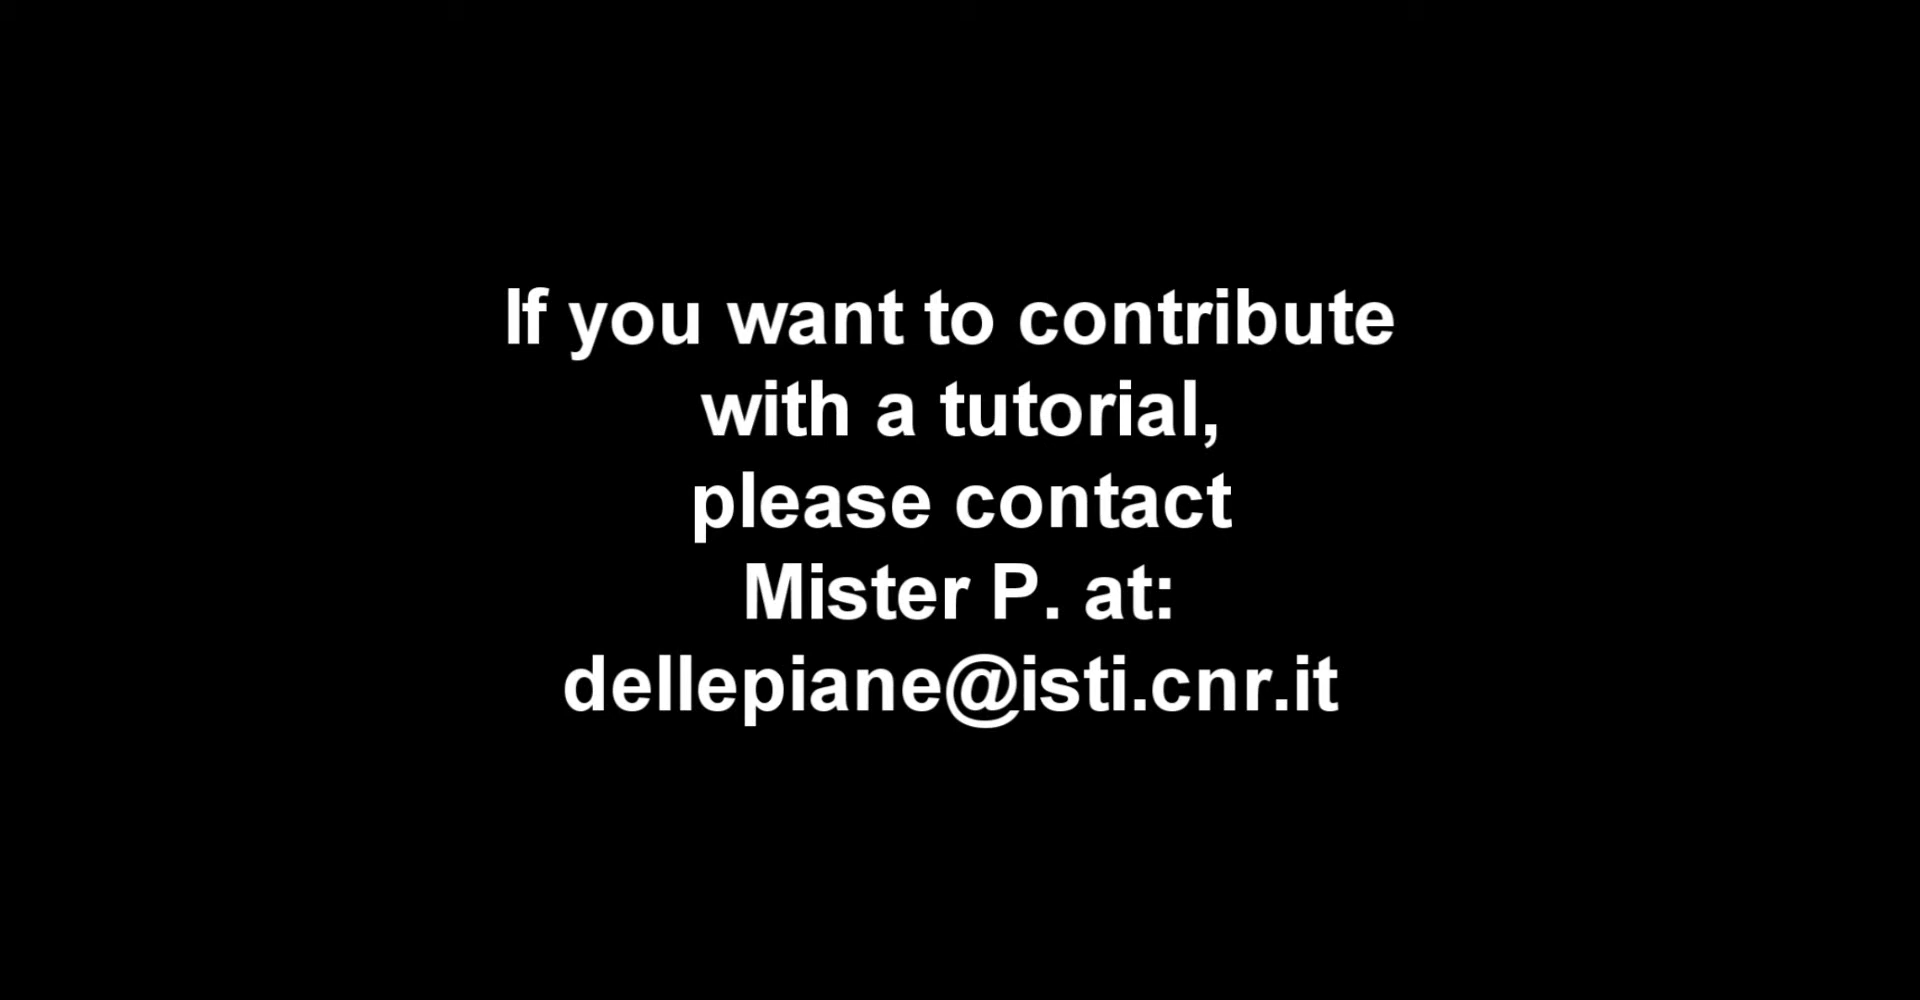 If you want to contribute
with a tutorial,
please contact
Mister P. at:
dellepiane@isti.cnr.it